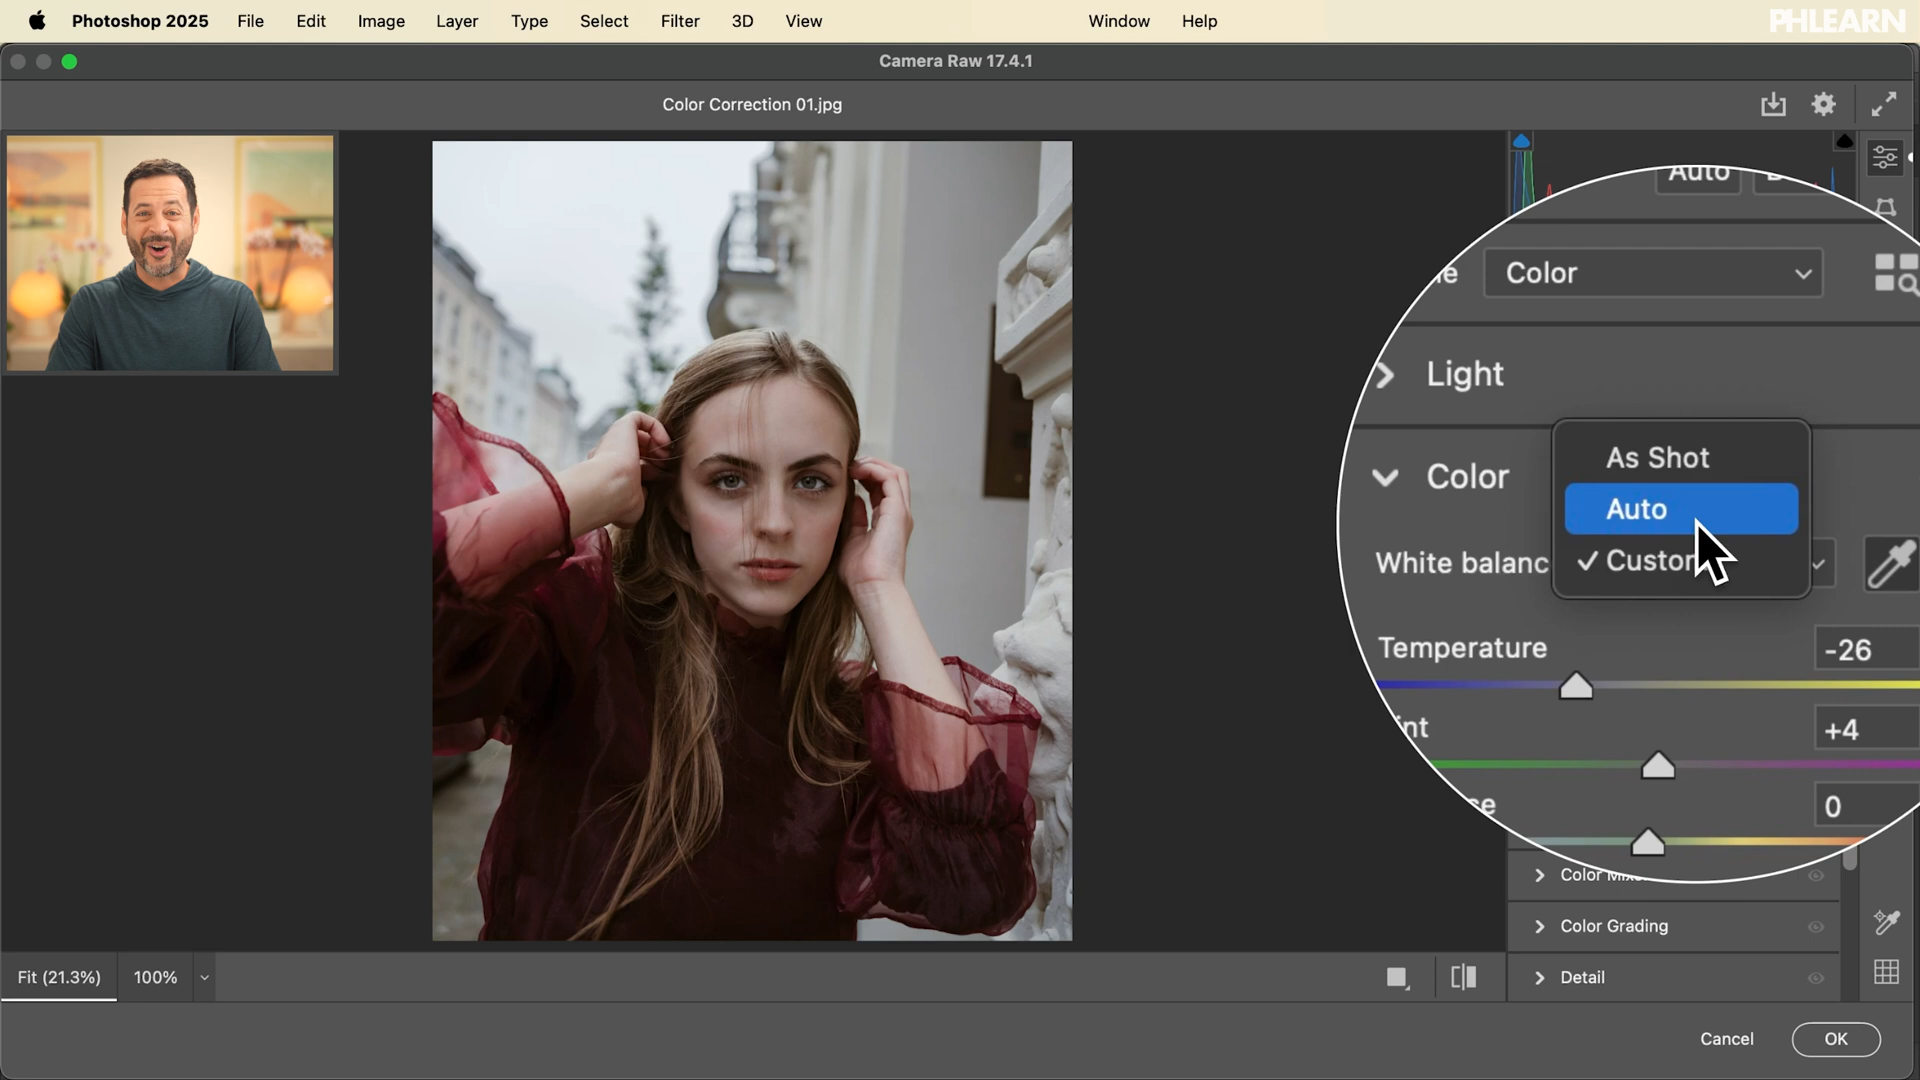 Photoshop 2025 File Edit Image Layer Type Select Filter 3D View Window Help PHLEARN
Camera Raw 17.4.1
Color Correction 01.jpg
Auto
Color
Light
As Shot
Color
Auto
White balanc
Custom
Temperature -26
+4
0
Color
Color Grading
Fit (21.3%) 100%
Detail
Cancel OK